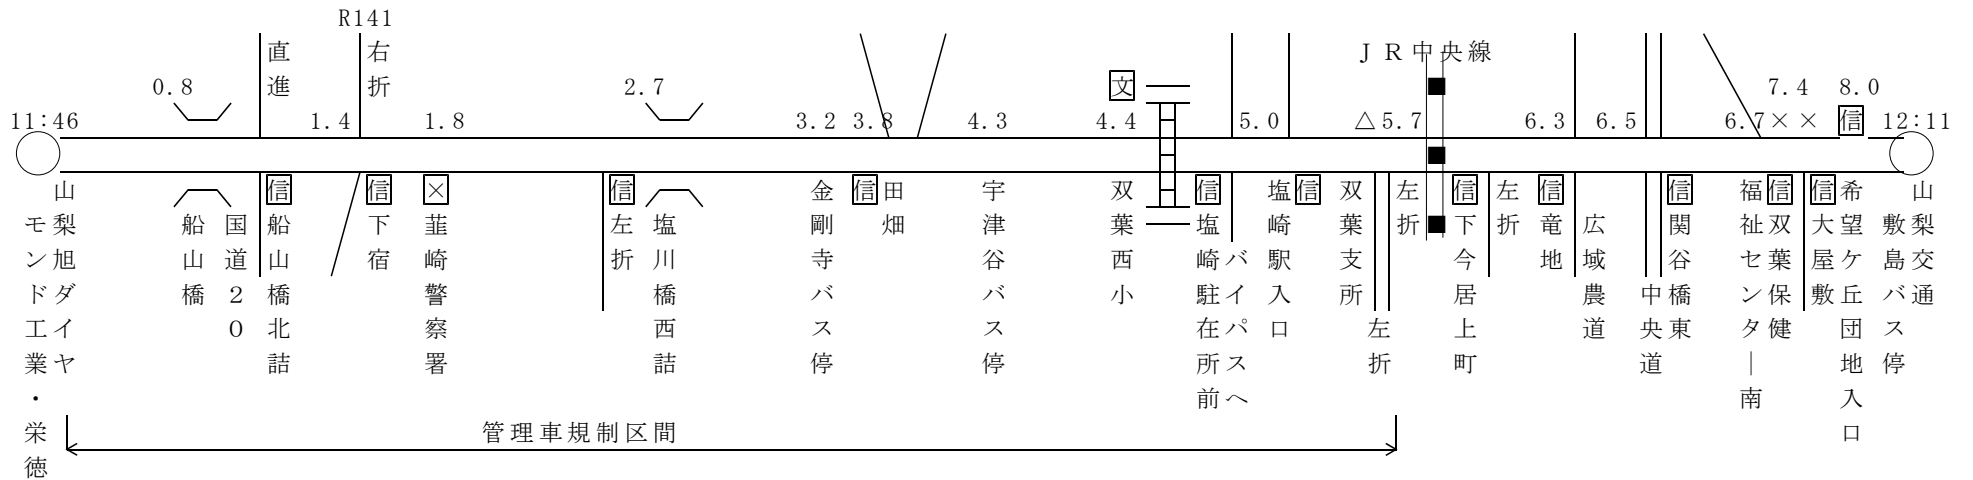 R141
直進
右折
JR中央線
0.8
2.7
文
7.4
8.0
11:46
1.4
1.8
3.2
3.8
4.3
4.4
5.0
△5.7
6.3
6.5
6.7××
信
12:11
山梨旭ダイヤ
モンド工業・栄徳
船山橋
国道20
信船山橋北詰
信下宿
×韮崎警察署
信左折
塩川橋西詰
金剛寺バス停
信
田畑
宇津谷バス停
双葉西小
信塩崎駐在所前
バイパスへ
塩崎駅入口
信
双葉支所
左折
左折
信下今居上町
左折
信竜地
広域農道
中央道
信関谷橋東
福祉センタ―南
信双葉保健
信大屋敷
希望ケ丘団地入口
山梨交通
敷島バス停
管理車規制区間